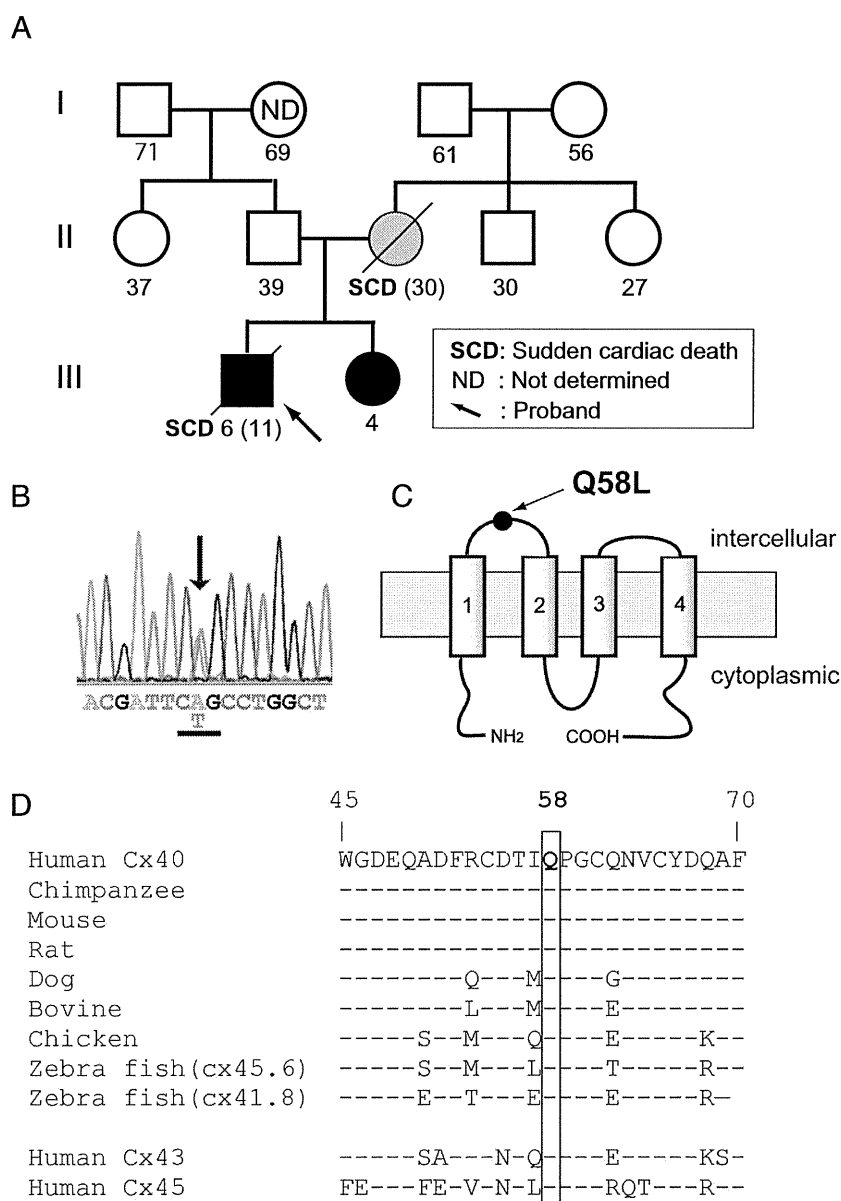 A
I
ND
71
69
61
56
II
37
39
SCD (30)
30
27
III
SCD 6 (11)
4
SCD: Sudden cardiac death
ND : Not determined
: Proband
B
ACGATTCAGCCTGGCT
T
C
Q58L
intercellular
1 2 3 4
cytoplasmic
NH2
COOH
D
45 58 70
Human Cx40 WGDEQADFRCDTIQPGCQNVCYDQAF
Chimpanzee --------------------------
Mouse --------------------------
Rat --------------------------
Dog --------Q---M----G--------
Bovine --------L---M----E--------
Chicken -----S--M---Q----E-----K--
Zebra fish(cx45.6) -----S--M---L----T-----R--
Zebra fish(cx41.8) -----E--T---E----E-----R-
Human Cx43 -----SA---N-Q----E-----KS-
Human Cx45 FE---FE-V-N-L----RQT---R--